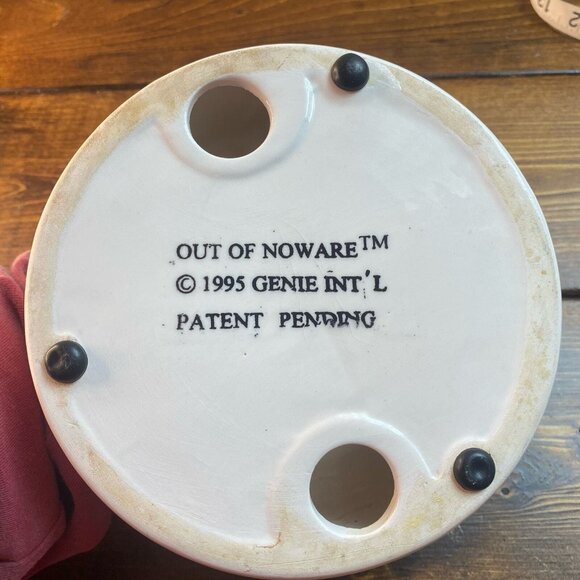 OUT OF NOWARE™
© 1995 GENIE INT'L
PATENT PENDING